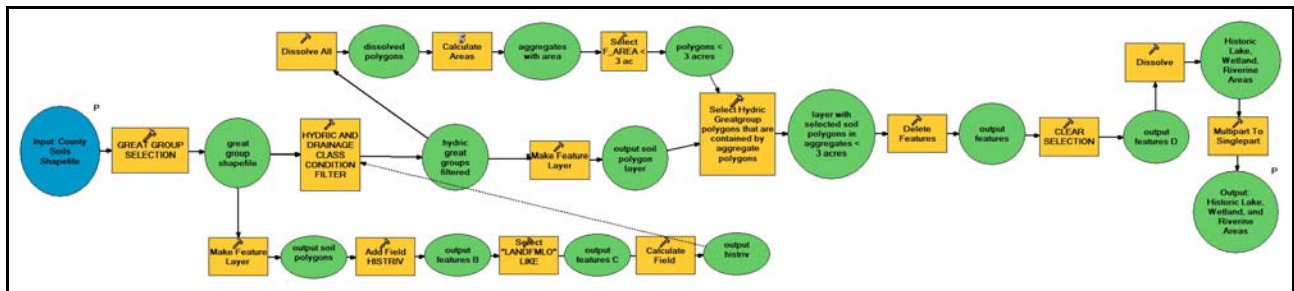 Dissolve All
dissolved
polygons
Calculate
Areas
aggregates
with area
Select
F_AREA <
3 ac
polygons <
3 acres
Dissolve
Historic
Lake,
Wetland,
Riverine
Areas
P
Input: County
Soils
Shapefile
GREAT GROUP
SELECTION
great
group
shapefile
HYDRIC AND
DRAINAGE
CLASS
CONDITION
FILTER
hydric
great
groups
filtered
Make Feature
Layer
output soil
polygon
layer
Select Hydric
Greatgroup
polygons that are
contained by
aggregate
polygons
layer with
selected soil
polygons in
aggregates < 3
acres
Delete
Features
output
features
CLEAR
SELECTION
output
features D
Multipart To
Singlepart
P
Output:
Historic Lake,
Wetland, and
Riverine
Areas
Make Feature
Layer
output soil
polygons
Add Field
HISTRIV
output
features B
Select
"LANDFMLO"
LIKE
output
features C
Calculate
Field
output
histriv